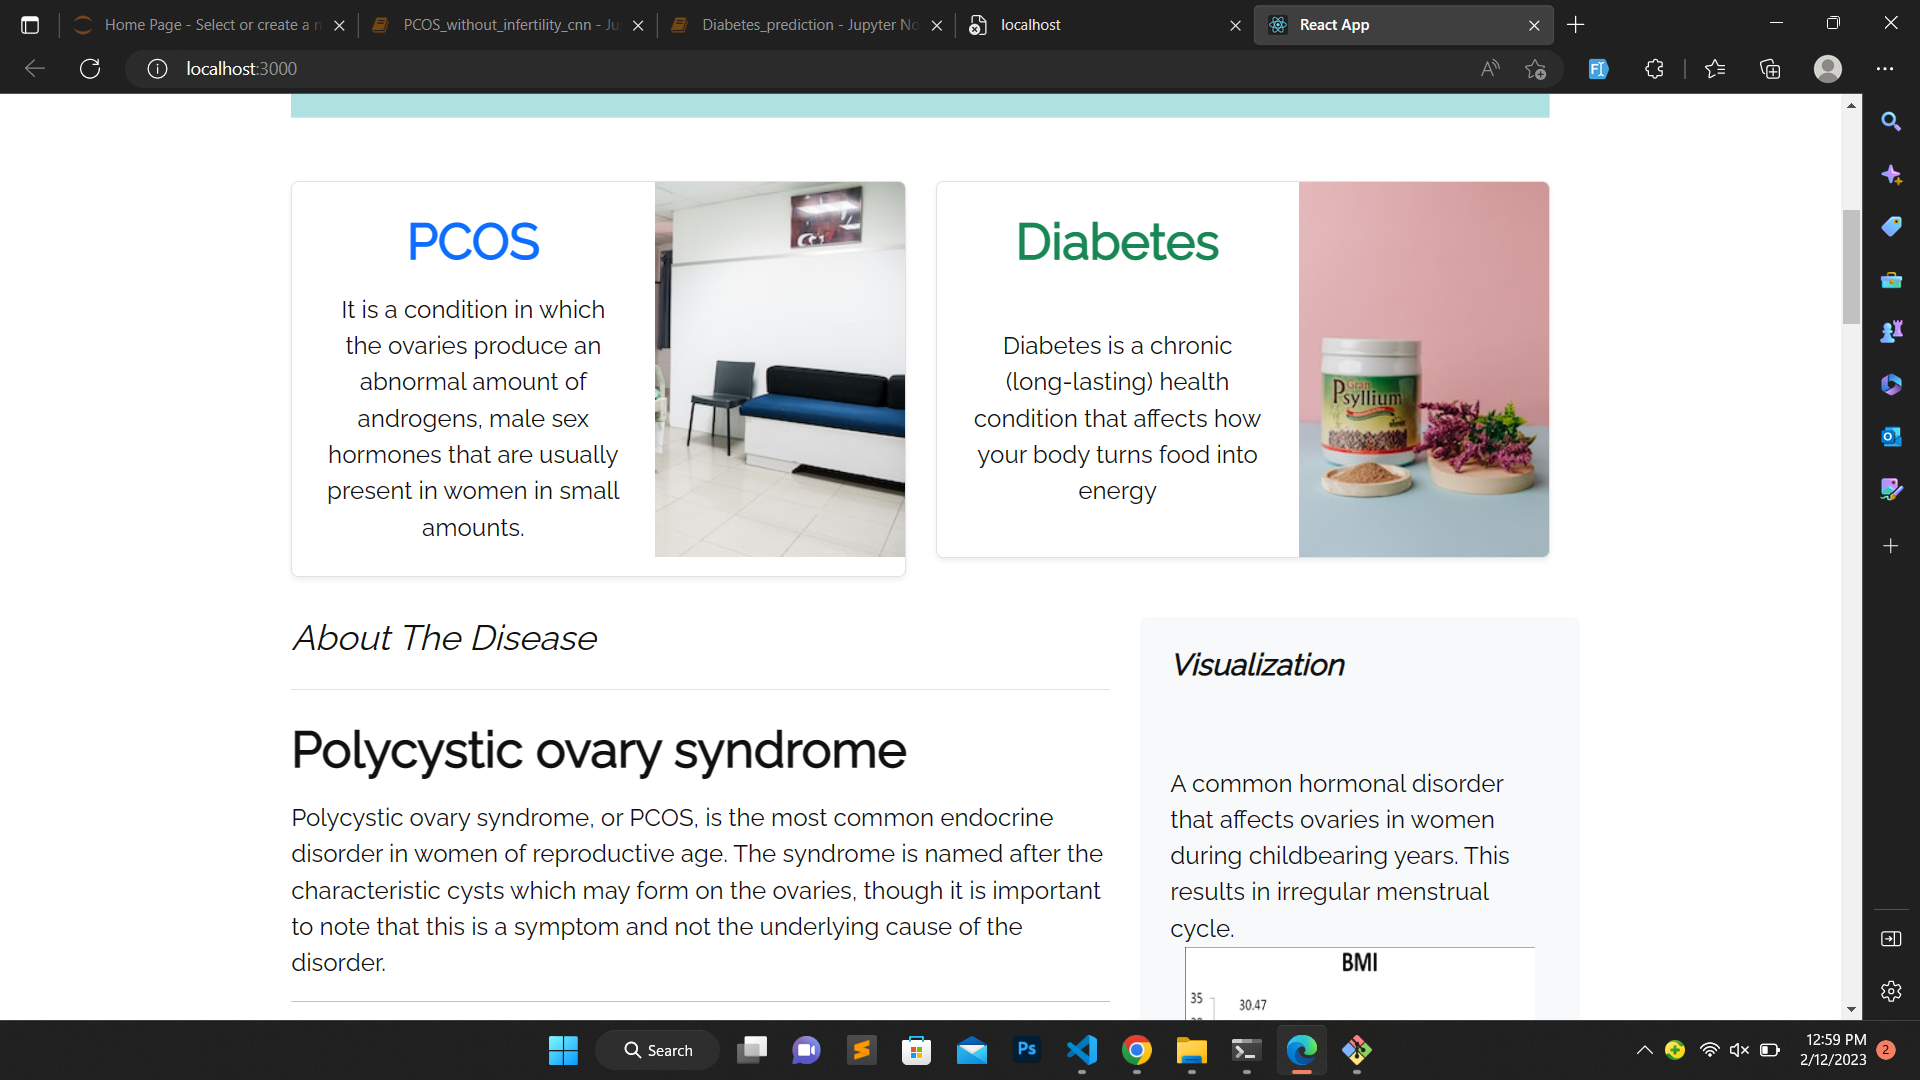 Home Page - Select or create a n
PCOS_without_infertility_cnn - Ju
Diabetes_prediction - Jupyter No
localhost
React App
localhost:3000
PCOS
It is a condition in which
the ovaries produce an
abnormal amount of
androgens, male sex
hormones that are usually
present in women in small
amounts.
Diabetes
Diabetes is a chronic
(long-lasting) health
condition that affects how
your body turns food into
energy
Gran
Psyllium
About The Disease
Polycystic ovary syndrome
Polycystic ovary syndrome, or PCOS, is the most common endocrine
disorder in women of reproductive age. The syndrome is named after the
characteristic cysts which may form on the ovaries, though it is important
to note that this is a symptom and not the underlying cause of the
disorder.
Visualization
A common hormonal disorder
that affects ovaries in women
during childbearing years. This
results in irregular menstrual
cycle.
BMI
35
30.47
Search
Ps
12:59 PM
2/12/2023
2